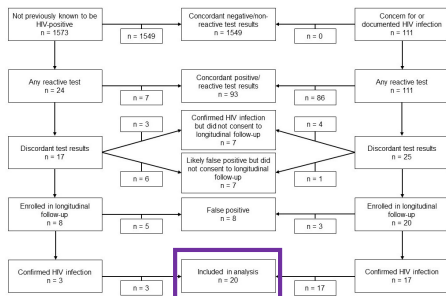 Not previously known to be
HIV-positive
n = 1573
n = 1549
Concordant negative/non-
reactive test results
n = 1549
n = 0
Concern for or
documented HIV infection
n = 111
Any reactive test
n = 24
n = 7
Concordant positive/
reactive test results
n = 93
n = 86
Any reactive test
n = 111
n = 3
Confirmed HIV infection
but did not consent to
longitudinal follow-up
n = 7
n = 4
Discordant test results
n = 17
Discordant test results
n = 25
n = 6
Likely false positive but did
not consent to longitudinal
follow-up
n = 7
n = 1
Enrolled in longitudinal
follow-up
n = 8
n = 5
False positive
n = 8
n = 3
Enrolled in longitudinal
follow-up
n = 20
Confirmed HIV infection
n = 3
n = 3
Included in analysis
n = 20
n = 17
Confirmed HIV infection
n = 17